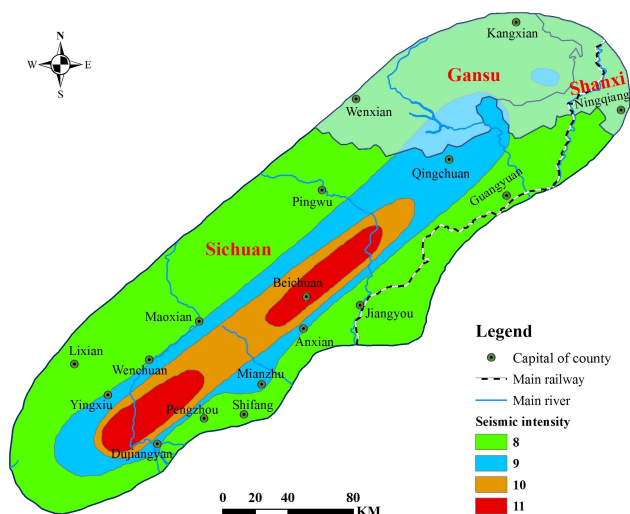 N
W
E
S
Kangxian
Gansu
Shanxi
Ningqiang
Wenxian
Qingchuan
Guangyuan
Pingwu
Sichuan
Beichuan
Maoxian
Jiangyou
Anxian
Lixian
Wenchuan
Mianzhu
Yingxiu
Pengzhou
Shifang
Dujiangyan
Legend
Capital of county
Main railway
Main river
Seismic intensity
8
9
10
11
0 20 40 80
KM